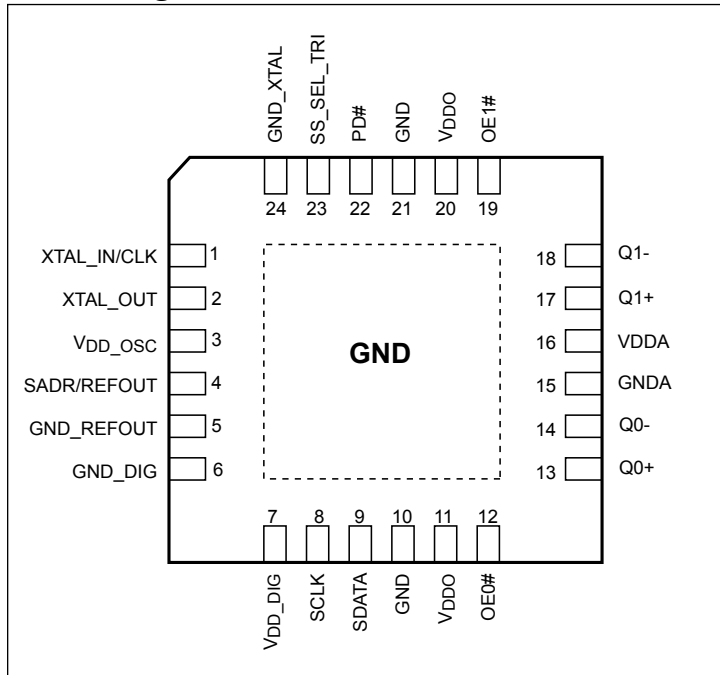 GND_XTAL
SS_SEL_TRI
PD#
GND
VDDO
OE1#
24
23
22
21
20
19
XTAL_IN/CLK
1
XTAL_OUT
2
VDD_OSC
3
SADR/REFOUT
4
GND_REFOUT
5
GND_DIG
6
GND
18
Q1-
17
Q1+
16
VDDA
15
GNDA
14
Q0-
13
Q0+
7
8
9
10
11
12
VDD_DIG
SCLK
SDATA
GND
VDDO
OE0#